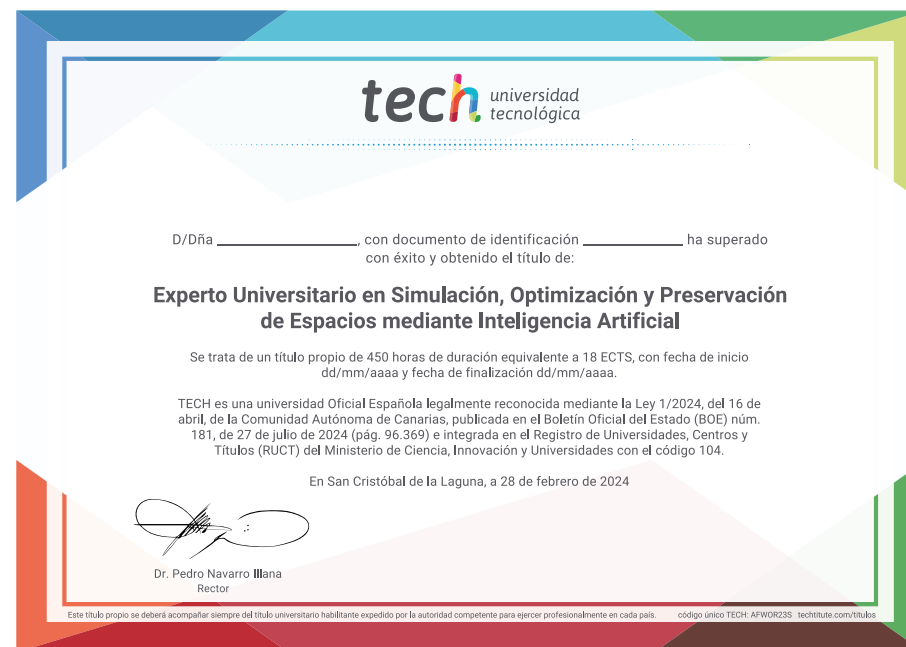 tech universidad
tecnológica
D/Dña ______________, con documento de identificación __________ ha superado
con éxito y obtenido el título de:
Experto Universitario en Simulación, Optimización y Preservación
de Espacios mediante Inteligencia Artificial
Se trata de un título propio de 450 horas de duración equivalente a 18 ECTS, con fecha de inicio
dd/mm/aaaa y fecha de finalización dd/mm/aaaa.
TECH es una universidad Oficial Española legalmente reconocida mediante la Ley 1/2024, del 16 de
abril, de la Comunidad Autónoma de Canarias, publicada en el Boletín Oficial del Estado (BOE) núm.
181, de 27 de julio de 2024 (pág. 96.369) e integrada en el Registro de Universidades, Centros y
Títulos (RUCT) del Ministerio de Ciencia, Innovación y Universidades con el código 104.
En San Cristóbal de la Laguna, a 28 de febrero de 2024
Dr. Pedro Navarro Illana
Rector
Este título propio se deberá acompañar siempre del título universitario habilitante expedido por la autoridad competente para ejercer profesionalmente en cada país. código único TECH: AFWOR23S techtitute.com/titulos